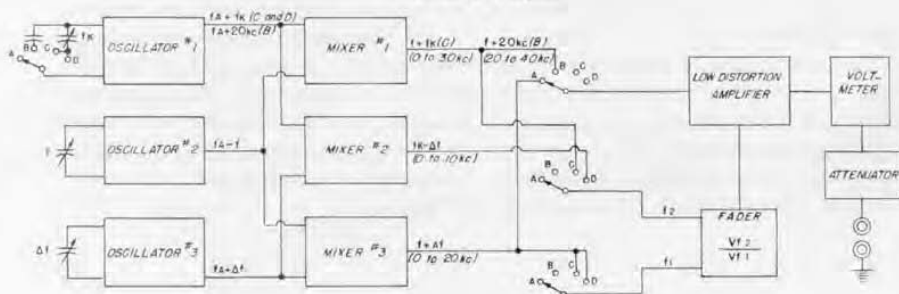 A
B
C
D
fK
OSCILLATOR #1
fA + fK (C and D)
fA + 20kc (B)
MIXER #1
f + fK (C)
(0 to 30kc)
f + 20kc (B)
(20 to 40kc)
A
B
C
D
LOW DISTORTION
AMPLIFIER
VOLT-
METER
f
OSCILLATOR #2
fA - f
MIXER #2
fK - Δf
(0 to 10kc)
A
B
C
D
f2
ATTENUATOR
Δf
OSCILLATOR #3
fA + Δf
MIXER #3
f + Δf
(0 to 20kc)
A
B
C
D
f1
FADER
Vf2
Vf1